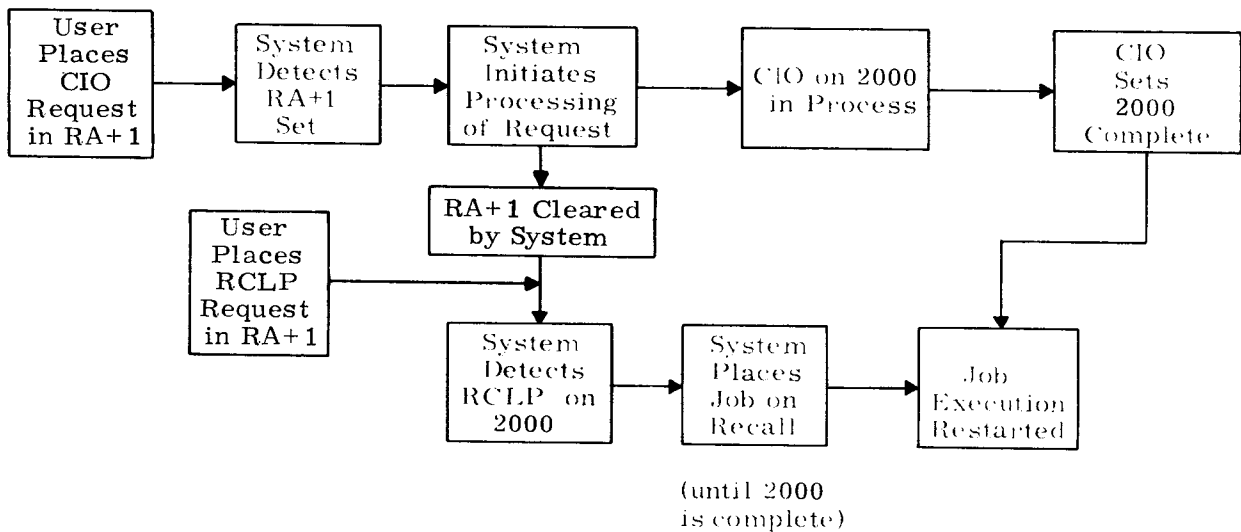 User
Places
CIO
Request
in RA+1
System
Detects
RA+1
Set
System
Initiates
Processing
of Request
CIO on 2000
in Process
CIO
Sets
2000
Complete
RA+1 Cleared
by System
User
Places
RCLP
Request
in RA+1
System
Detects
RCLP on
2000
System
Places
Job on
Recall
Job
Execution
Restarted
(until 2000
is complete)